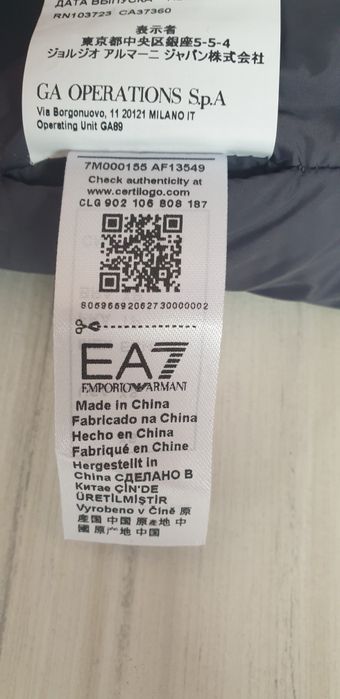 ДАТА ВЫПУСКА
RN103723 CA37360
表示者
東京都中央区銀座5-5-4
ジョルジオ アルマーニ ジャパン株式会社
GA OPERATIONS S.p.A
Via Borgonuovo, 11 20121 MILANO IT
Operating Unit GA89
7M000155 AF13549
Check authenticity at
www.certilogo.com
CLG 902 106 808 187
80596692062730000002
EA7
EMPORIO ARMANI
Made in China
Fabricado na China
Hecho en China
Fabriqué en Chine
Hergestellt in
China СДЕЛАНО В
Китае ÇİN'DE
ÜRETİLMİŞTİR
Vyrobeno v Číně 原
産国 中国 原産地 中
國 原产地 中国